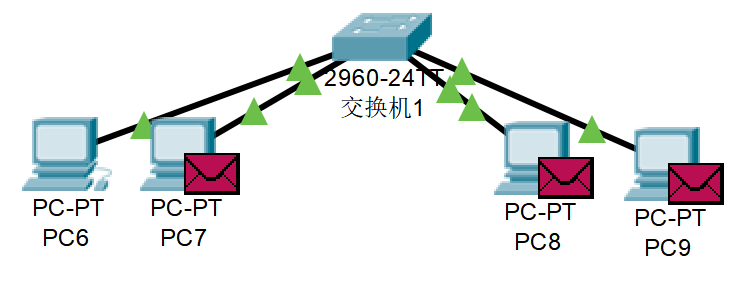 2960-24TT
交换机1
PC-PT
PC6
PC-PT
PC7
PC-PT
PC8
PC-PT
PC9